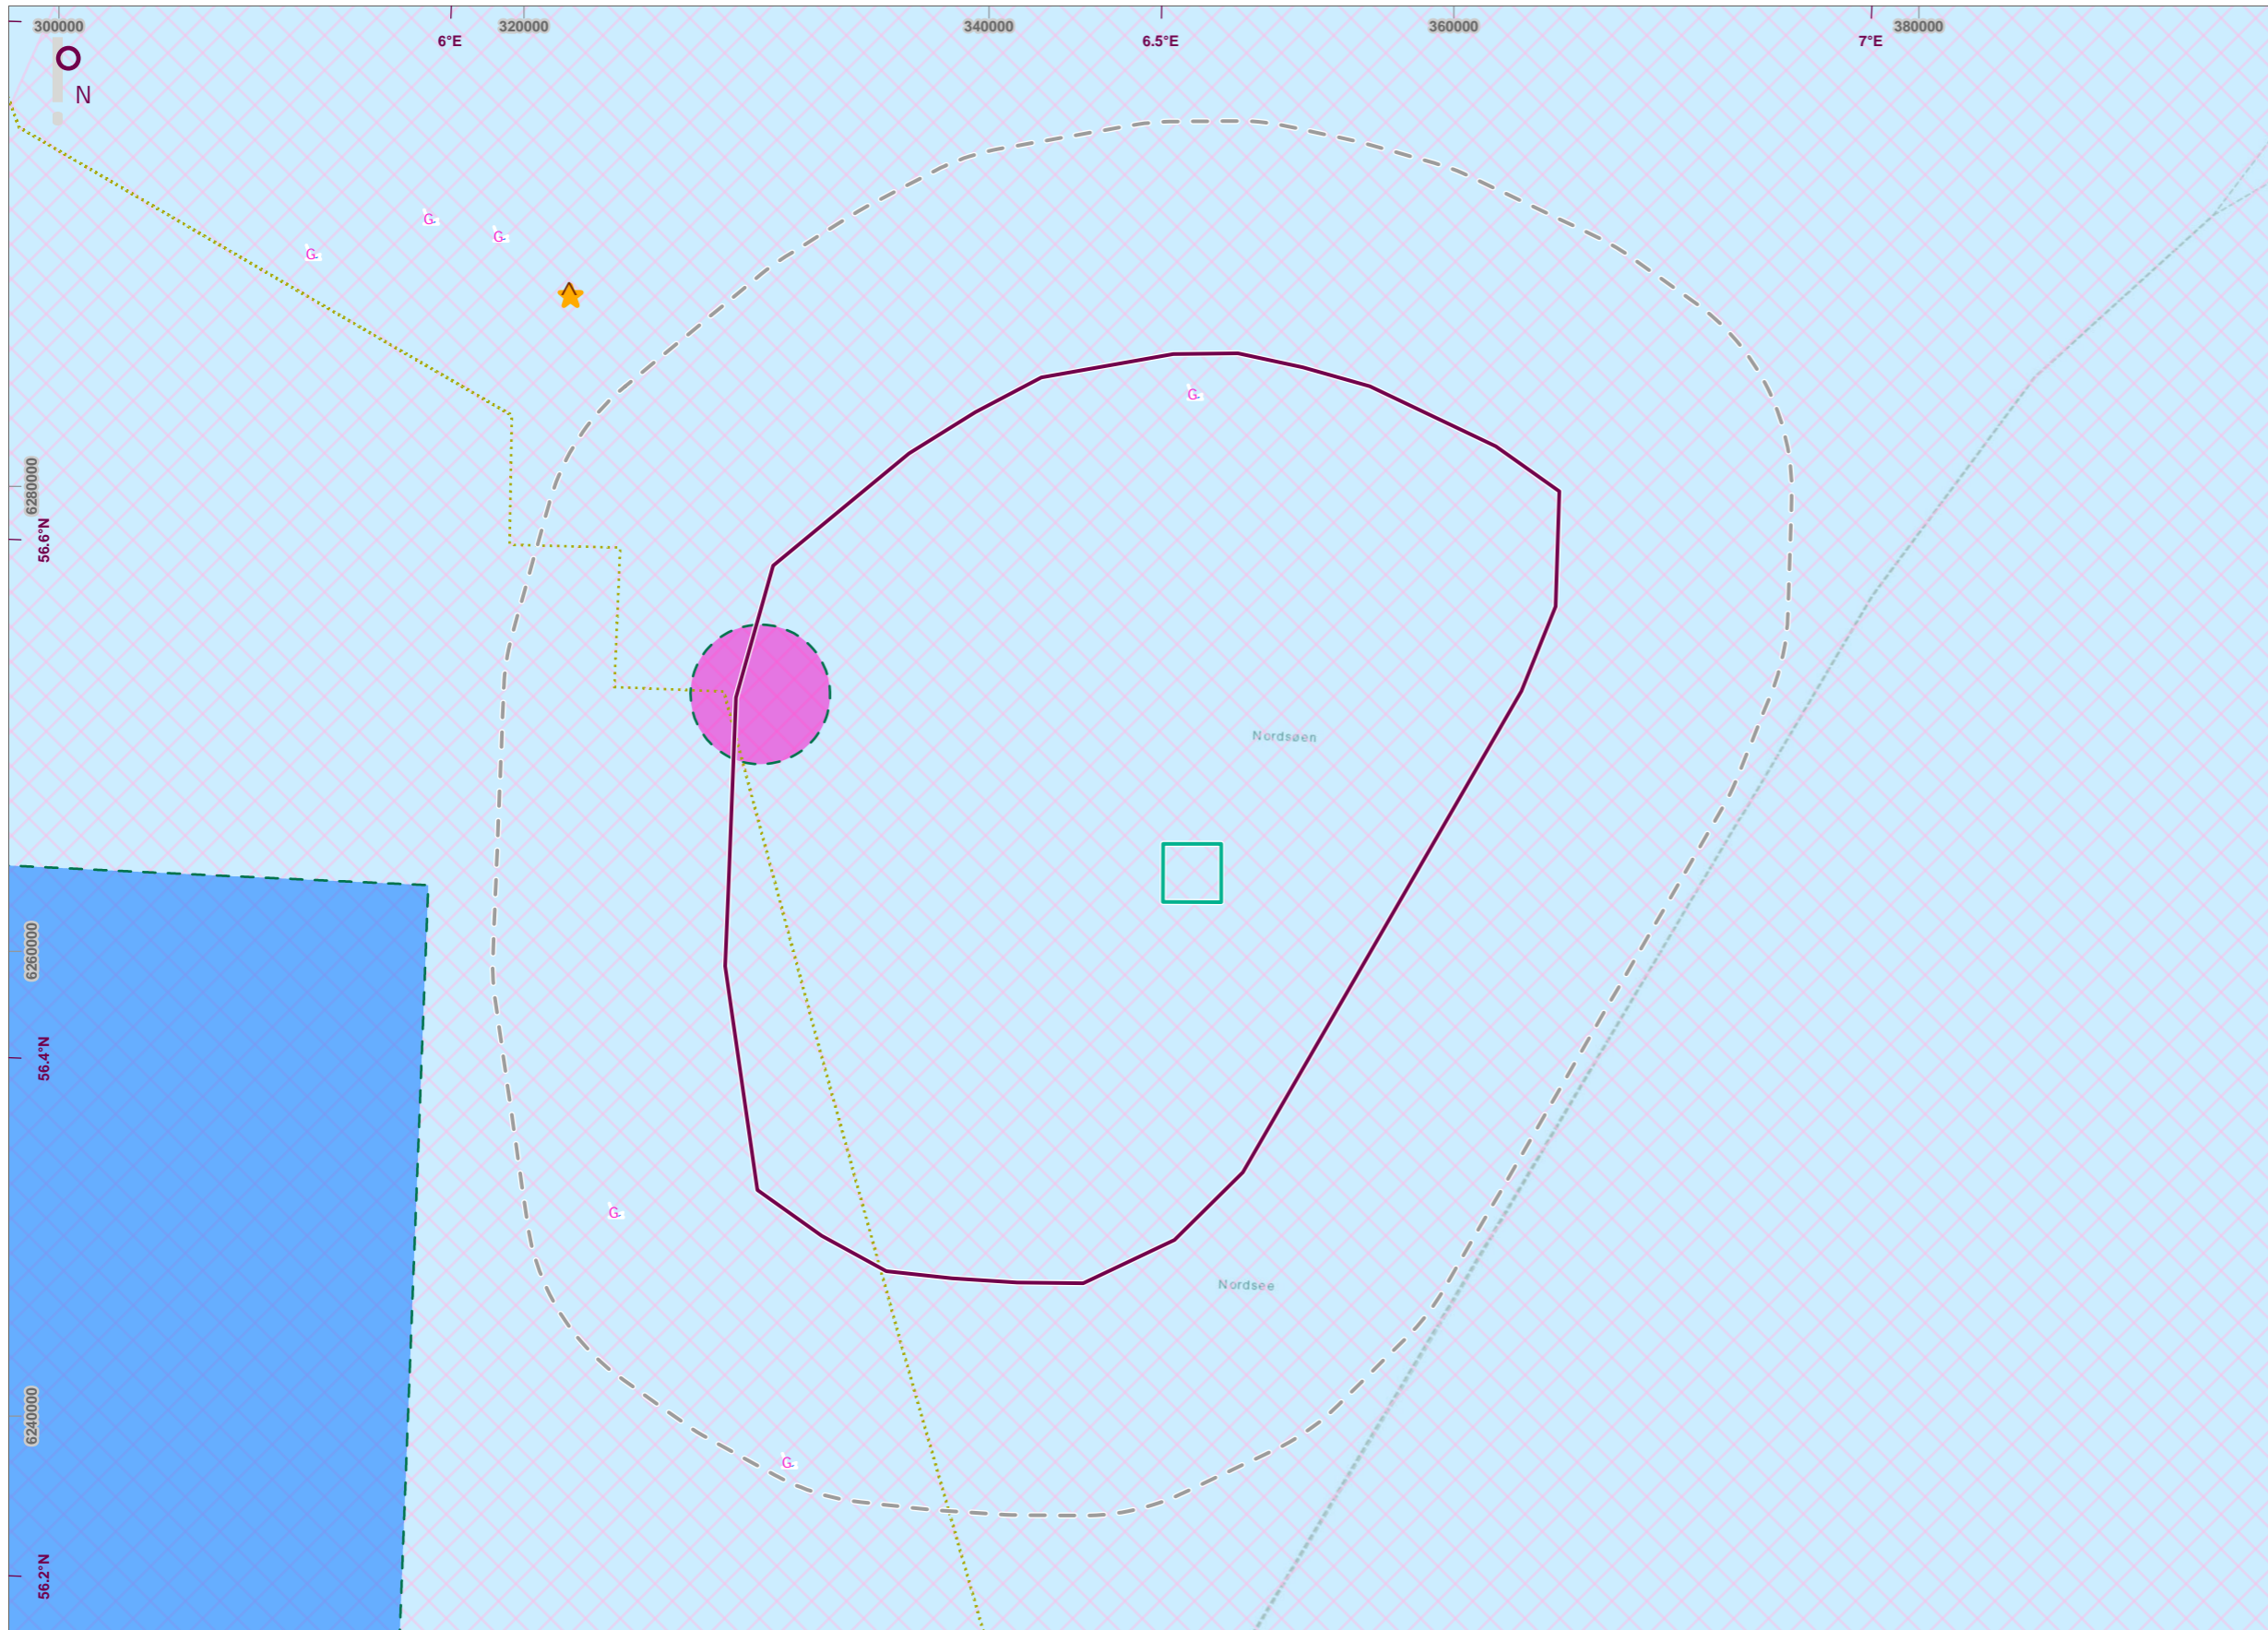 300000
320000
340000
360000
380000
6°E
6.5°E
7°E
N
G.
G.
G.
G.
6280000
56.6°N
Nordsøen
6260000
56.4°N
G.
Nordsee
6240000
G.
56.2°N